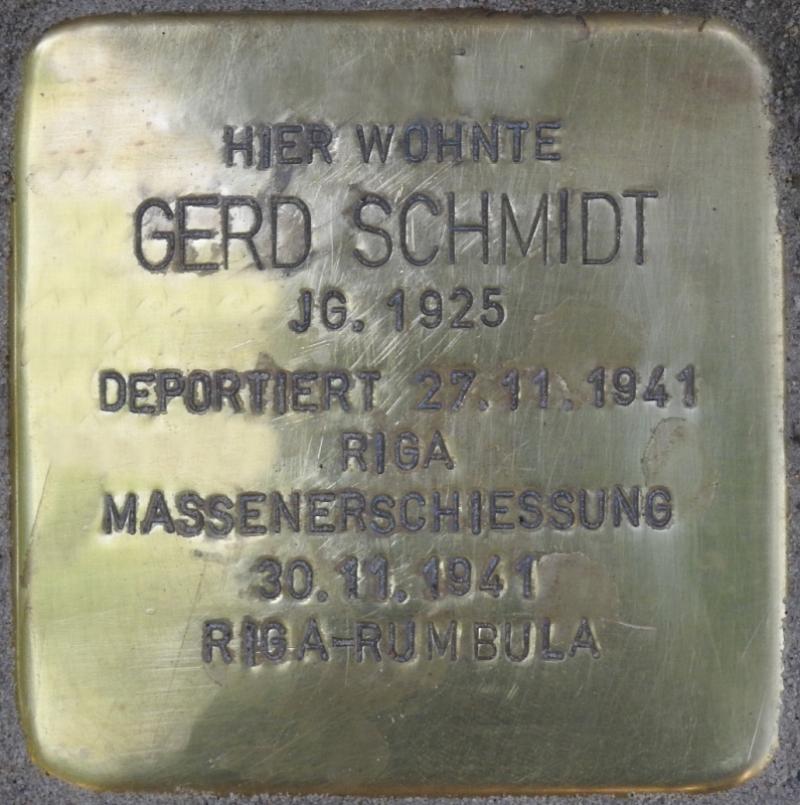 HIER WOHNTE
GERD SCHMIDT
JG. 1925
DEPORTIERT 27.11.1941
RIGA
MASSENERSCHIESSUNG
30.11.1941
RIGA-RUMBULA